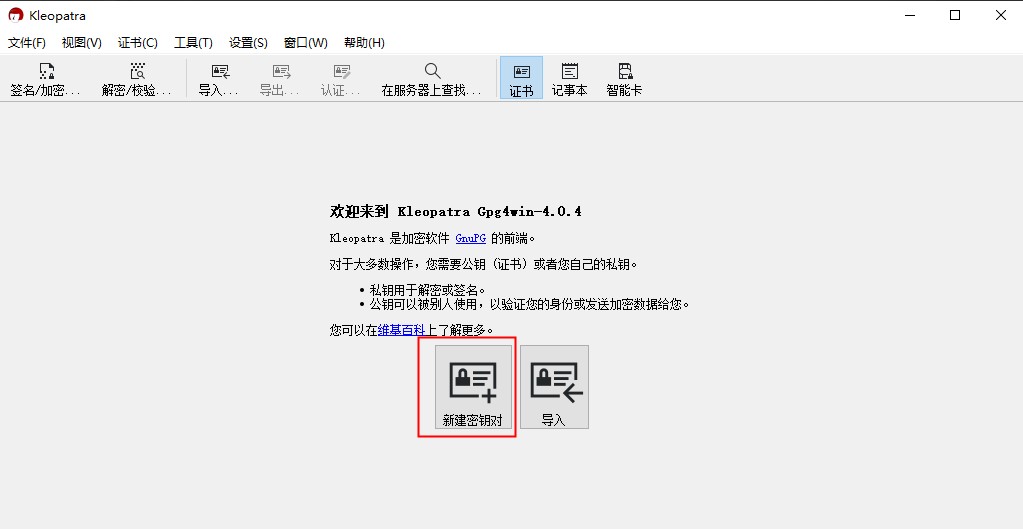 Kleopatra
文件(F) 视图(V) 证书(C) 工具(T) 设置(S) 窗口(W) 帮助(H)
签名/加密... 解密/校验... 导入... 导出... 认证... 在服务器上查找... 证书 记事本 智能卡
欢迎来到 Kleopatra Gpg4win-4.0.4
Kleopatra 是加密软件 GnuPG 的前端。
对于大多数操作，您需要公钥（证书）或者您自己的私钥。
• 私钥用于解密或签名。
• 公钥可以被别人使用，以验证您的身份或发送加密数据给您。
您可以在维基百科上了解更多。
新建密钥对 导入